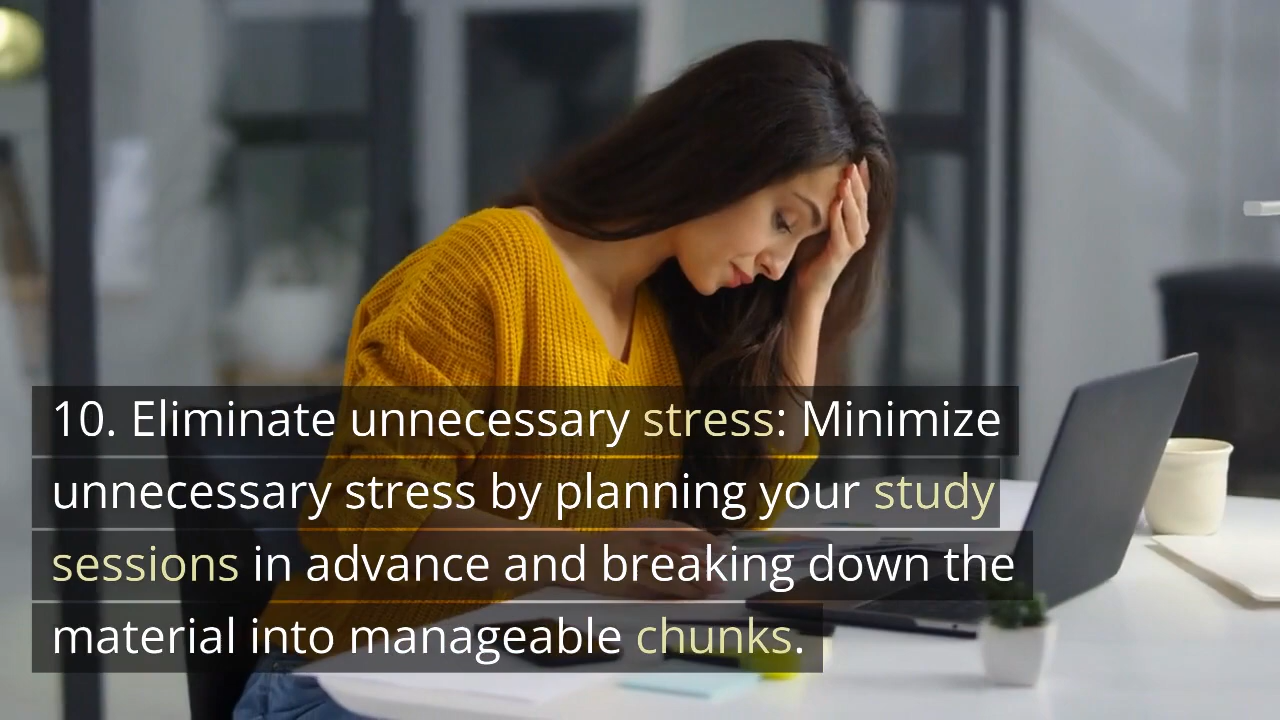 10. Eliminate unnecessary stress: Minimize
unnecessary stress by planning your study
sessions in advance and breaking down the
material into manageable chunks.